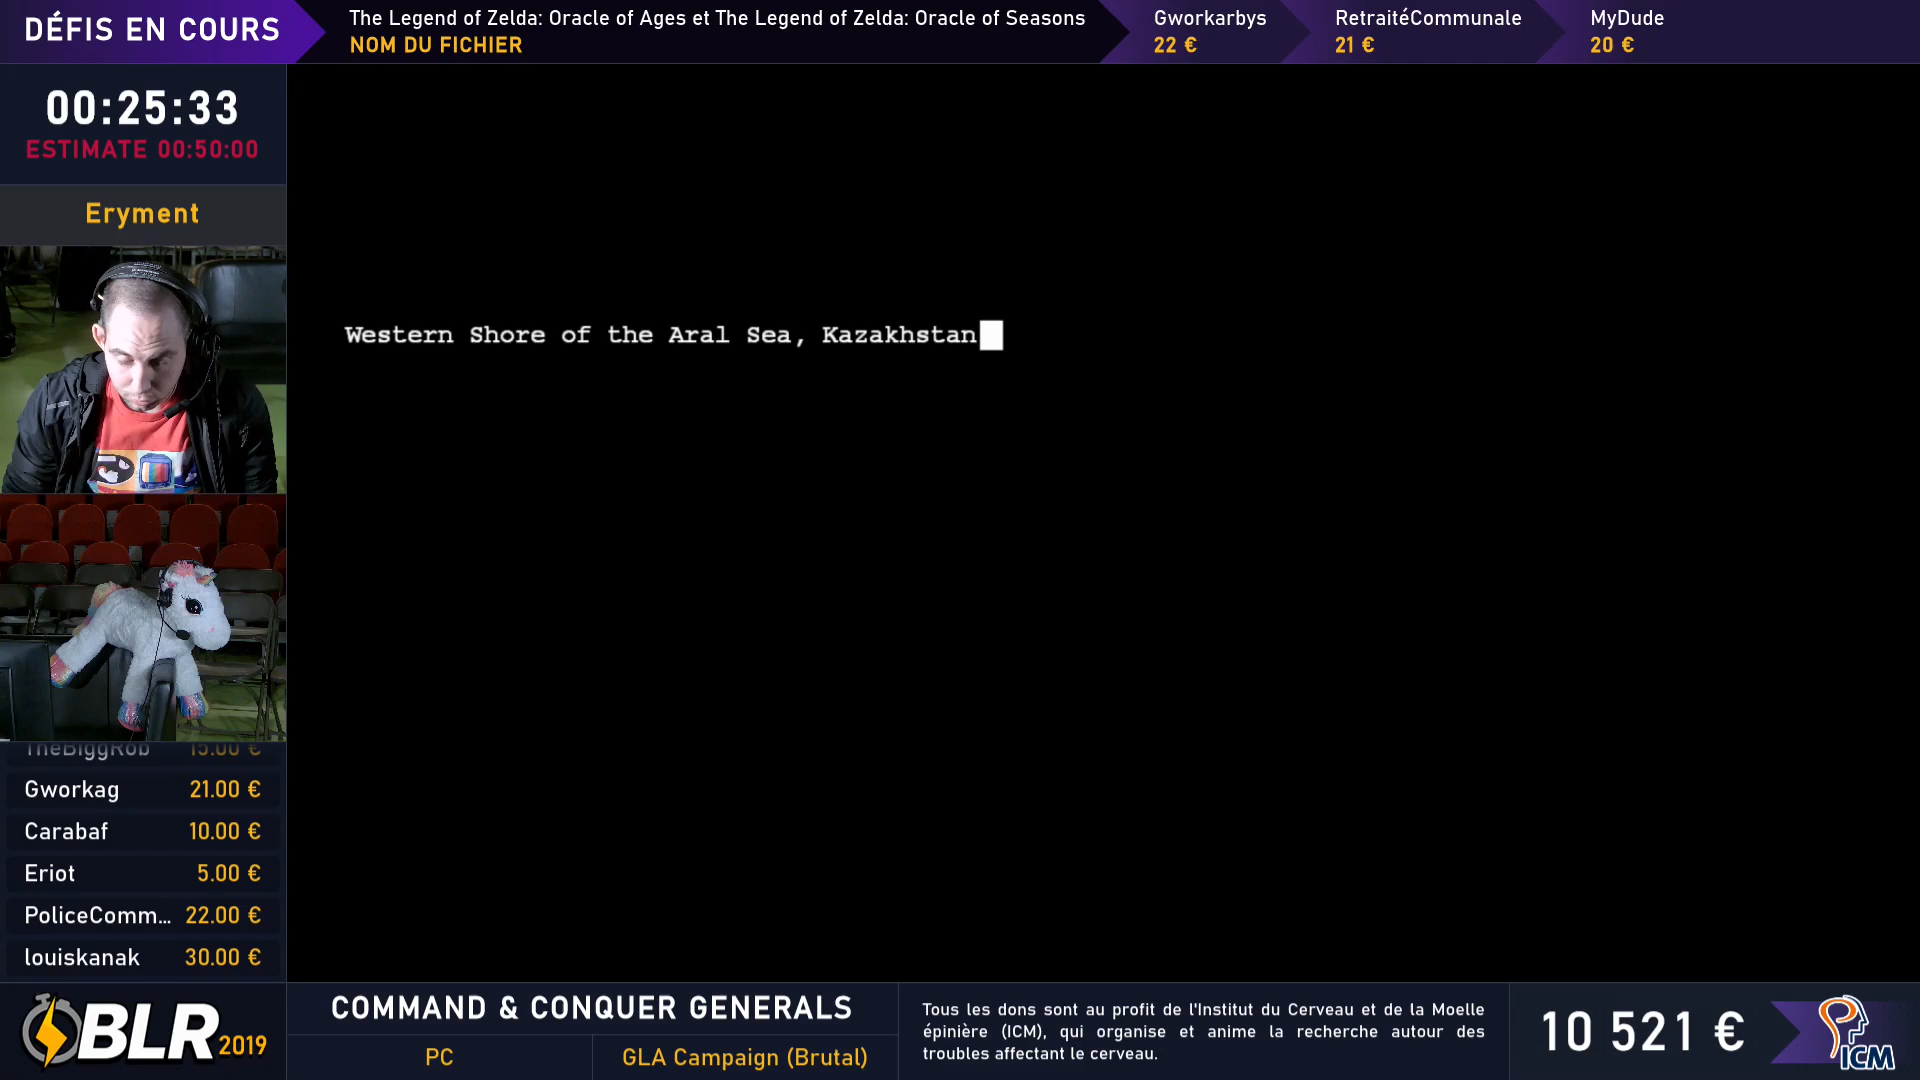 DÉFIS EN COURS
The Legend of Zelda: Oracle of Ages et The Legend of Zelda: Oracle of Seasons
NOM DU FICHIER
Gworkarbys
22 €
RetraitéCommunale
21 €
MyDude
20 €
00:25:33
ESTIMATE 00:50:00
Eryment
Western Shore of the Aral Sea, Kazakhstan
TheBiggRob 15.00 €
Gworkag 21.00 €
Carabaf 10.00 €
Eriot 5.00 €
PoliceComm... 22.00 €
louiskanak 30.00 €
BLR 2019
COMMAND & CONQUER GENERALS
PC
GLA Campaign (Brutal)
Tous les dons sont au profit de l'Institut du Cerveau et de la Moelle
épinière (ICM), qui organise et anime la recherche autour des
troubles affectant le cerveau.
10 521 €
ICM